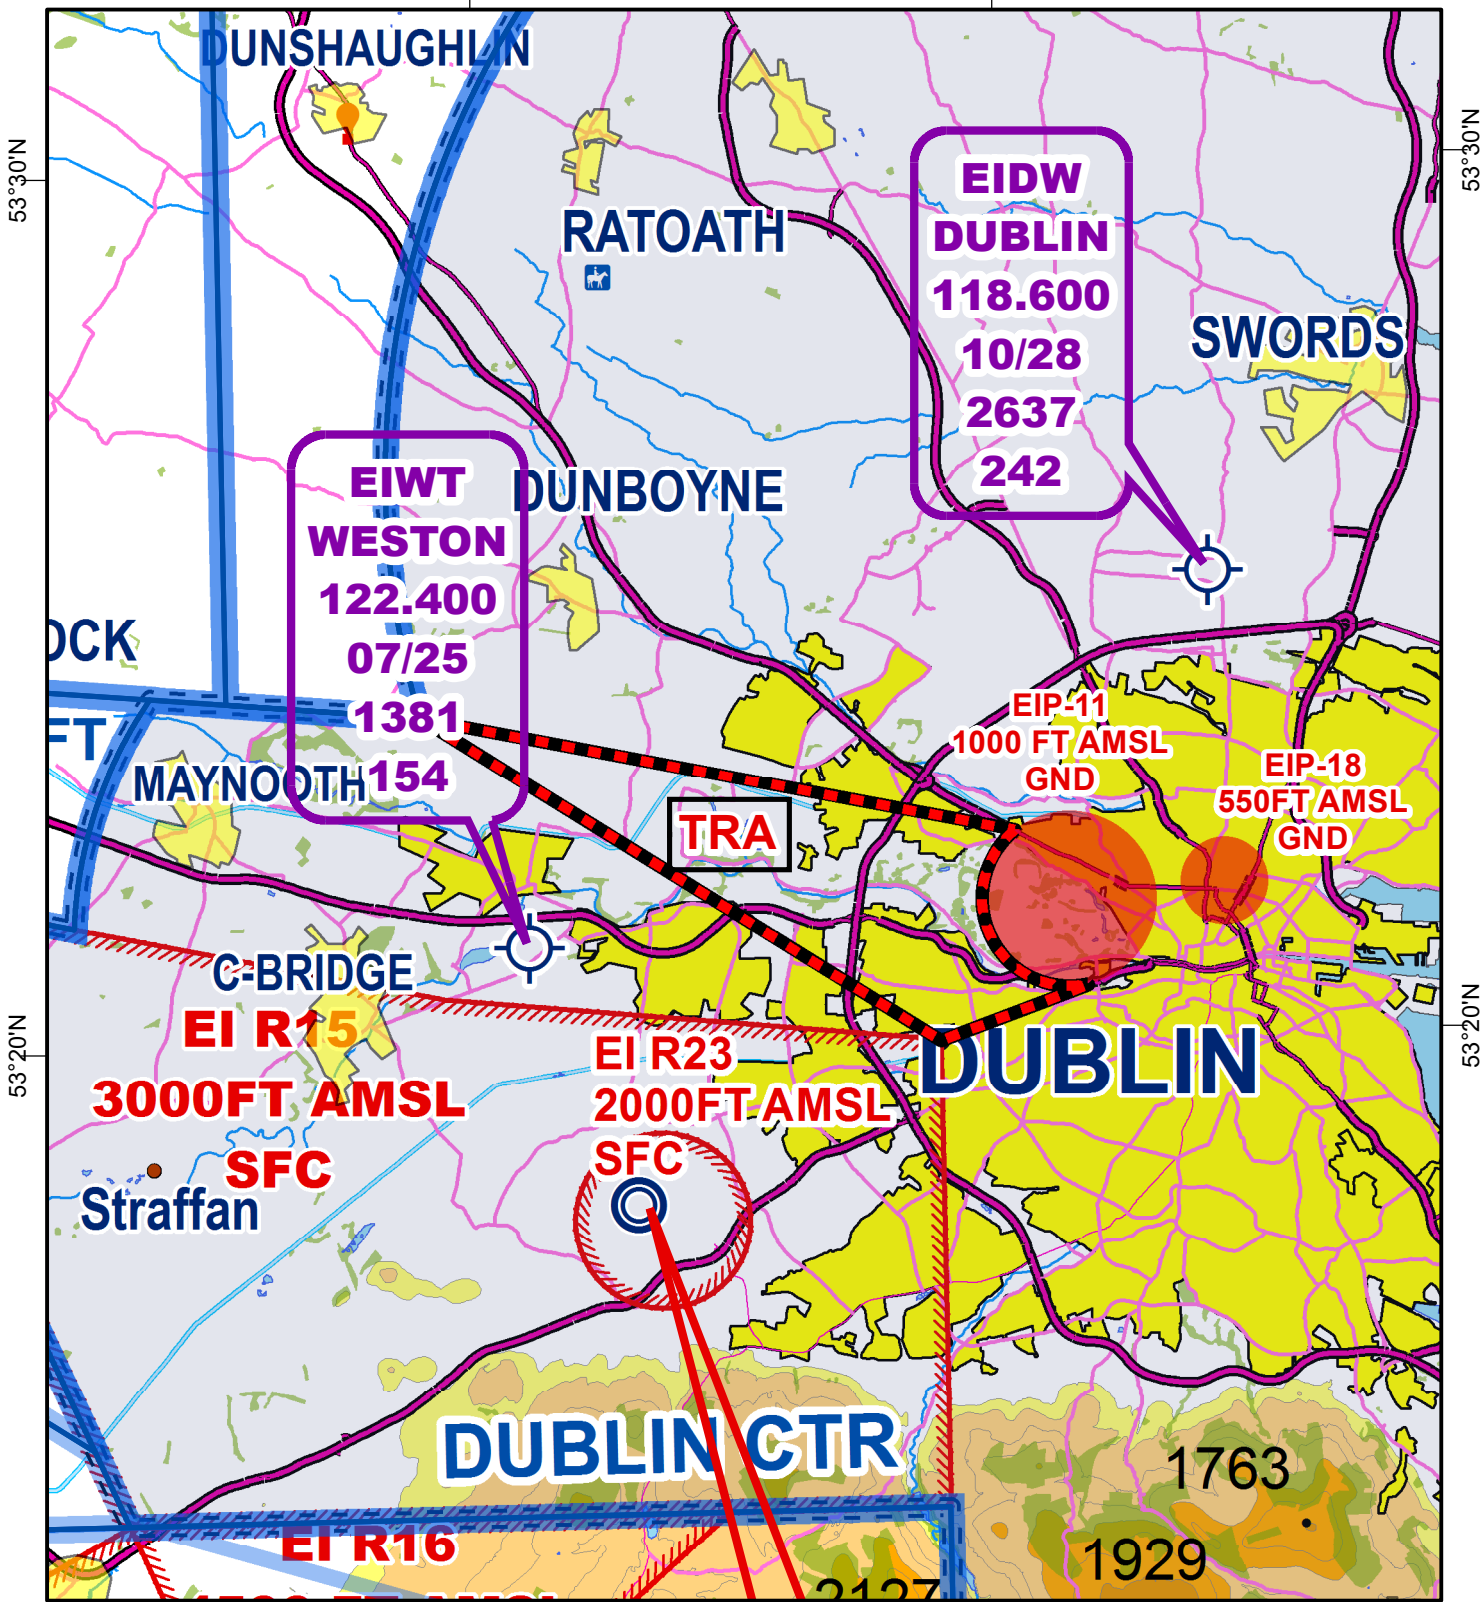 DUNSHAUGHLIN
53°30'N
53°30'N
RATOATH
EIDW
DUBLIN
118.600
10/28
2637
242
SWORDS
EIWT
WESTON
122.400
07/25
1381
154
DUNBOYNE
OCK
FT
MAYNOOTH
EIP-11
1000 FT AMSL
GND
EIP-18
550FT AMSL
GND
TRA
C-BRIDGE
EI R15
3000FT AMSL
SFC
53°20'N
53°20'N
EI R23
2000FT AMSL
SFC
DUBLIN
Straffan
DUBLIN CTR
1763
EI R16
1929
2127